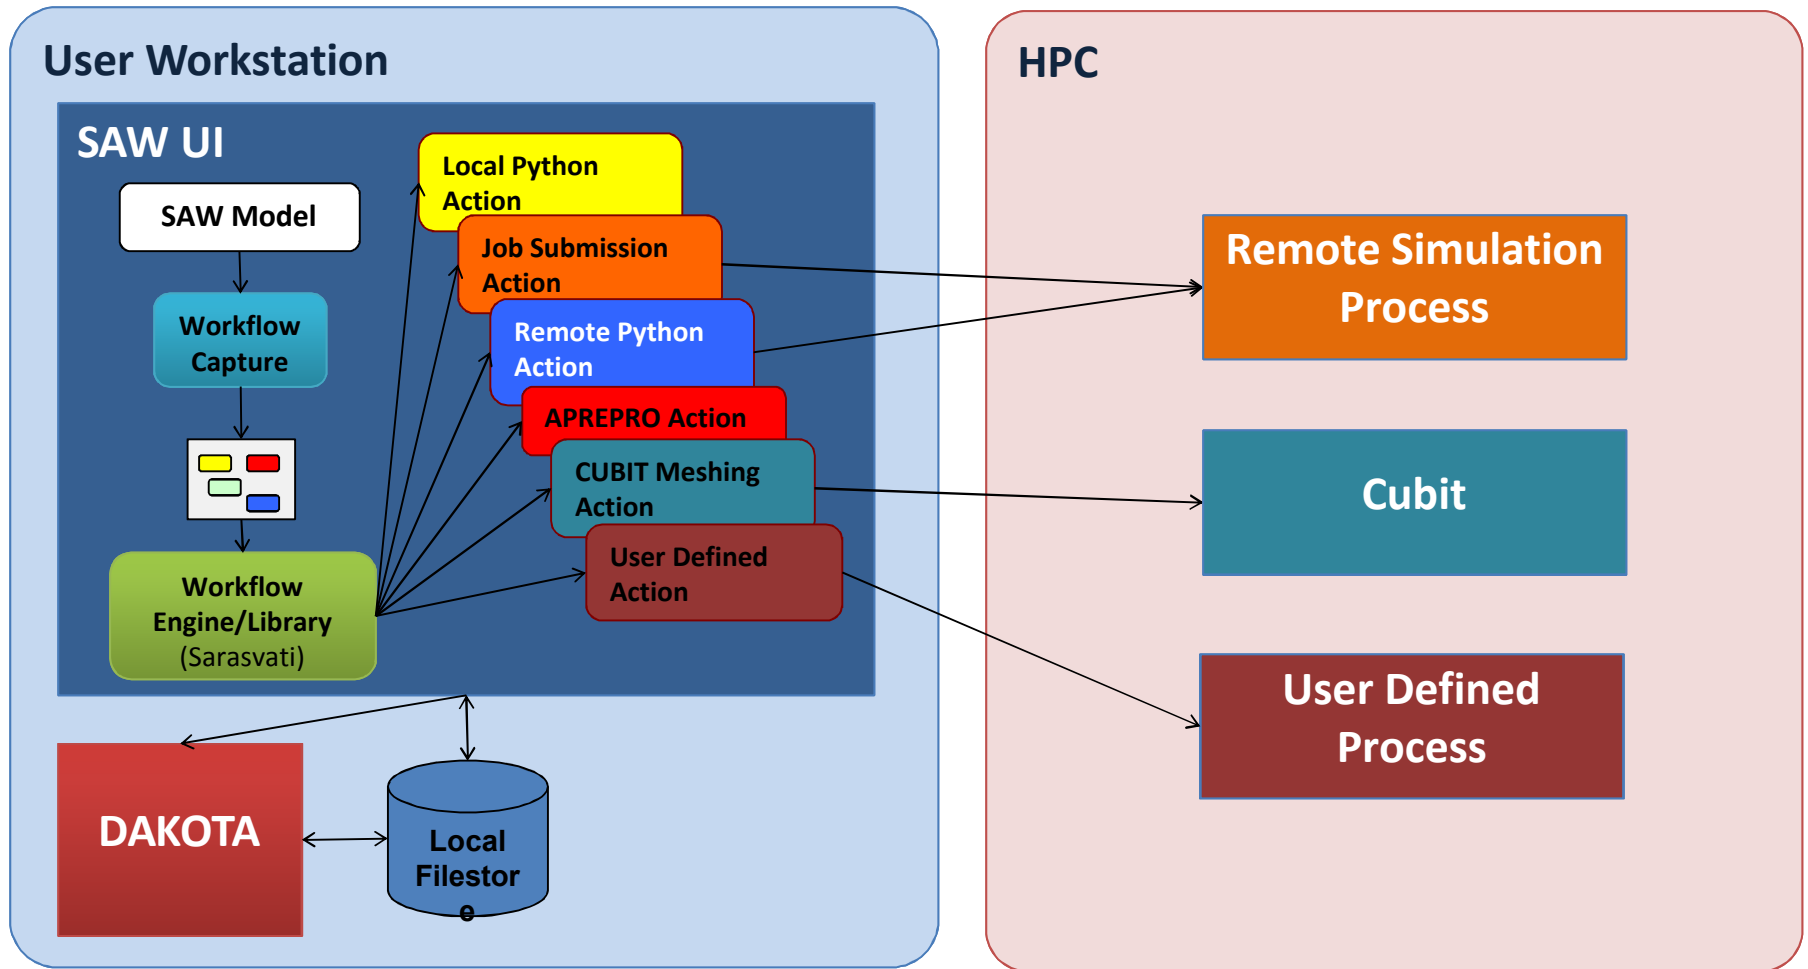 User Workstation
SAW UI
SAW Model
Workflow
Capture
Workflow
Engine/Library
(Sarasvati)
Local Python
Action
Job Submission
Action
Remote Python
Action
APREPRO Action
CUBIT Meshing
Action
User Defined
Action
DAKOTA
Local
Filestor
e
HPC
Remote Simulation
Process
Cubit
User Defined
Process